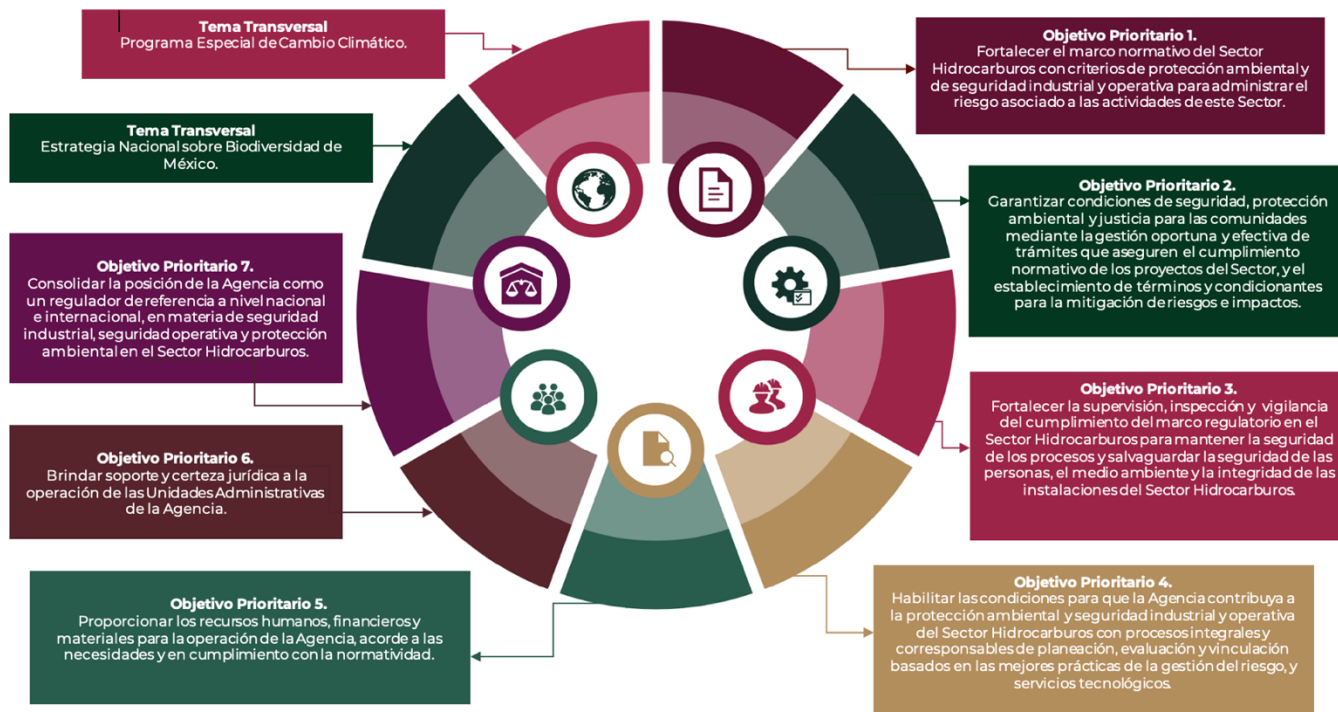 Tema Transversal
Programa Especial de Cambio Climático.
Objetivo Prioritario 1.
Fortalecer el marco normativo del Sector
Hidrocarburos con criterios de protección ambiental y
de seguridad industrial y operativa para administrar el
riesgo asociado a las actividades de este Sector.
Tema Transversal
Estrategia Nacional sobre Biodiversidad de
México.
Objetivo Prioritario 2.
Garantizar condiciones de seguridad, protección
ambiental y justicia para las comunidades
mediante la gestión oportuna y efectiva de
trámites que aseguren el cumplimiento
normativo de los proyectos del Sector, y el
establecimiento de términos y condicionantes
para la mitigación de riesgos e impactos.
Objetivo Prioritario 7.
Consolidar la posición de la Agencia como
un regulador de referencia a nivel nacional
e internacional, en materia de seguridad
industrial, seguridad operativa y protección
ambiental en el Sector Hidrocarburos.
Objetivo Prioritario 3.
Fortalecer la supervisión, inspección y vigilancia
del cumplimiento del marco regulatorio en el
Sector Hidrocarburos para mantener la seguridad
de los procesos y salvaguardar la seguridad de las
personas, el medio ambiente y la integridad de las
instalaciones del Sector Hidrocarburos.
Objetivo Prioritario 6.
Brindar soporte y certeza jurídica a la
operación de las Unidades Administrativas
de la Agencia.
Objetivo Prioritario 4.
Habilitar las condiciones para que la Agencia contribuya
a la protección ambiental y seguridad industrial y operativa
del Sector Hidrocarburos con procesos integrales y
corresponsables de planeación, evaluación y vinculación
basados en las mejores prácticas de la gestión del riesgo, y
servicios tecnológicos.
Objetivo Prioritario 5.
Proporcionar los recursos humanos, financieros y
materiales para la operación de la Agencia, acorde a las
necesidades y en cumplimiento con la normatividad.